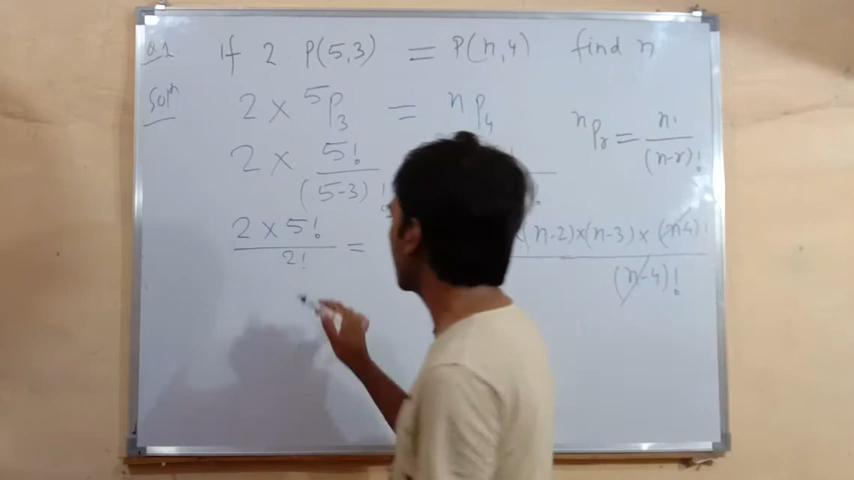 Q1 If 2 P(5,3) = P(n,4) find n
Solⁿ 2 × ⁵P₃ = ⁿP₄
ⁿPᵣ = n! / (n-r)!
2 × 5! / (5-3)!
2 × 5! / 2! = (n-2)×(n-3)×(n-4)! / (n-4)!